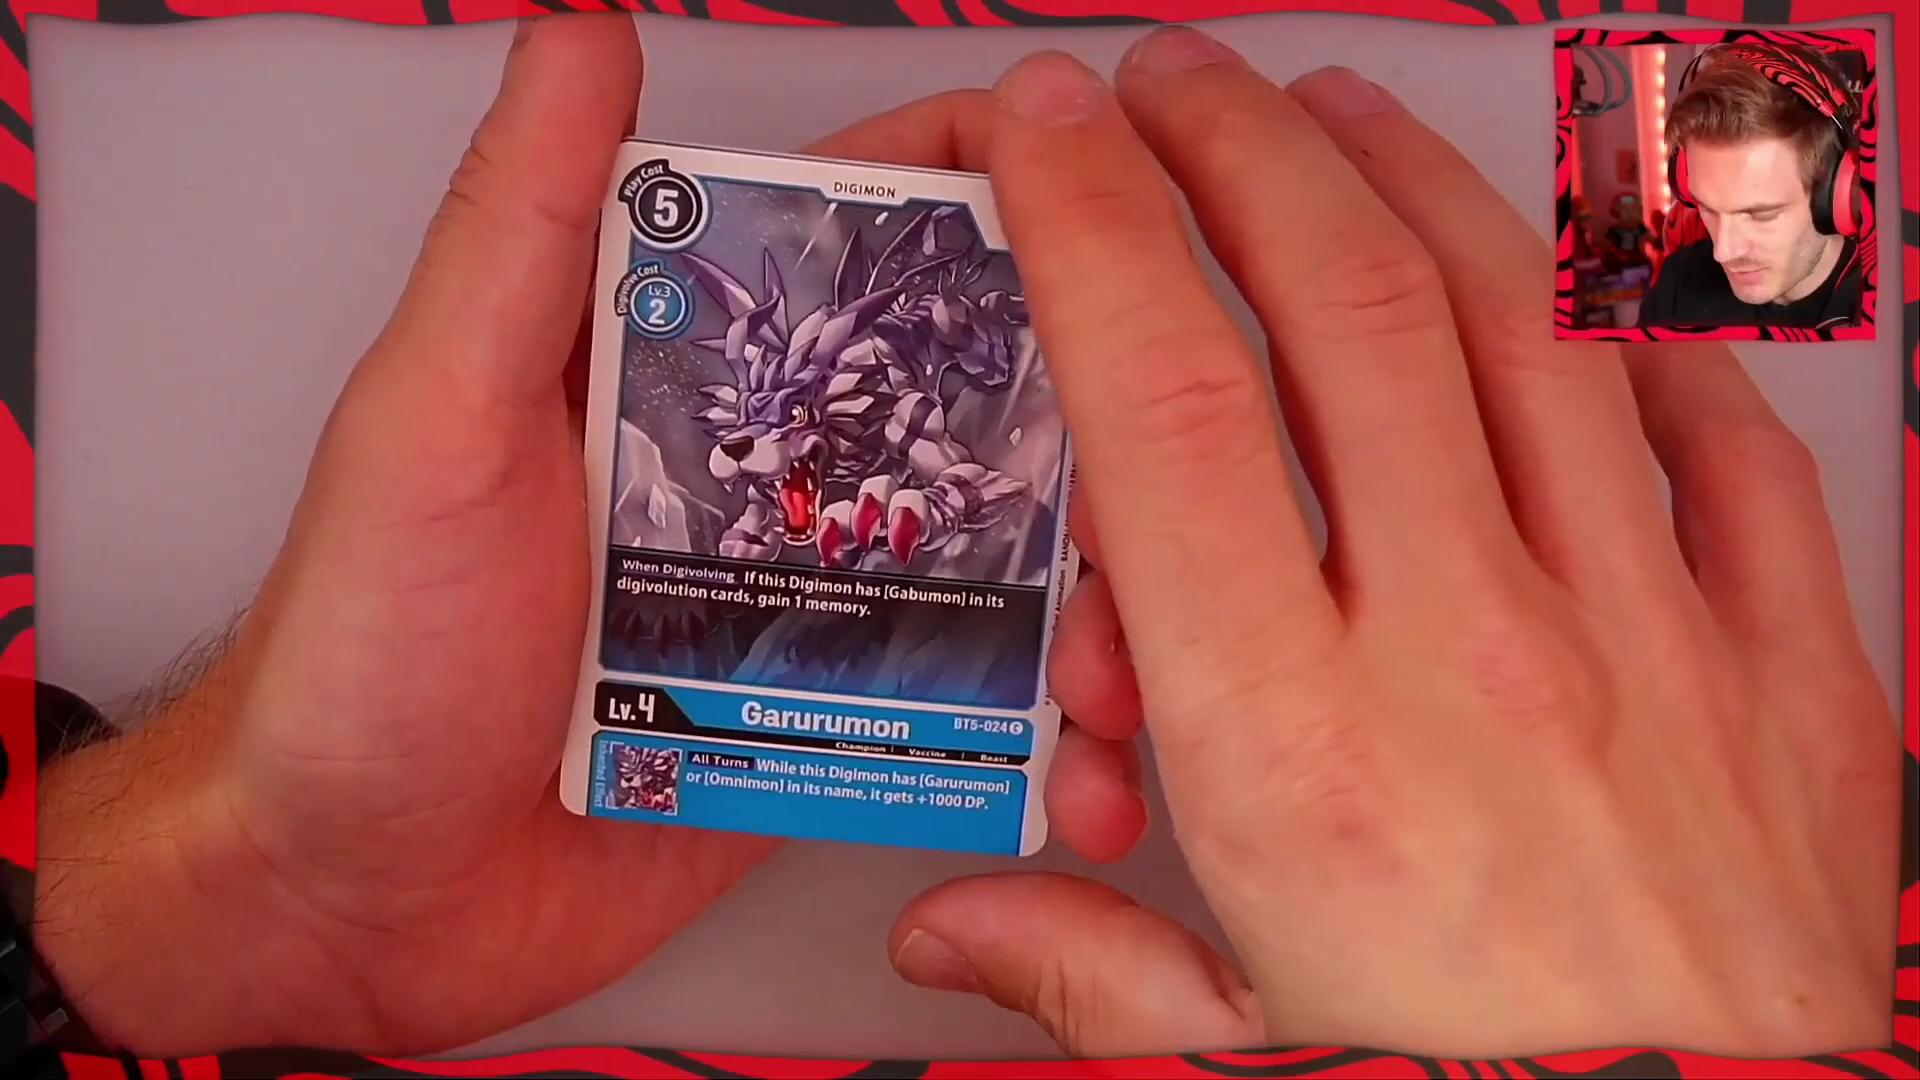 DIGIMON
Play Cost
5
Digivolve Cost
Lv.3
2
When Digivolving If this Digimon has [Gabumon] in its
digivolution cards, gain 1 memory.
Lv.4
Garurumon
BT5-024 C
Champion | Vaccine | Beast
Inherited Effect
All Turns While this Digimon has [Garurumon]
or [Omnimon] in its name, it gets +1000 DP.